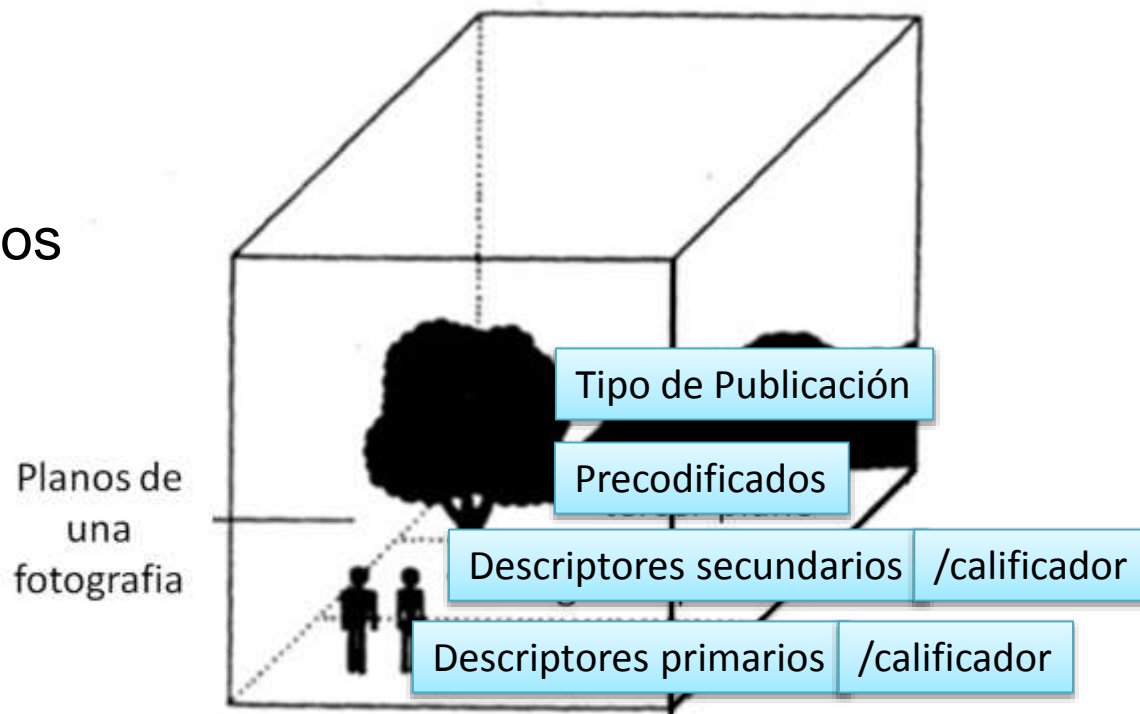 os
Tipo de Publicación
Precodificados
Planos de
una
fotografia
Descriptores secundarios /calificador
Descriptores primarios /calificador